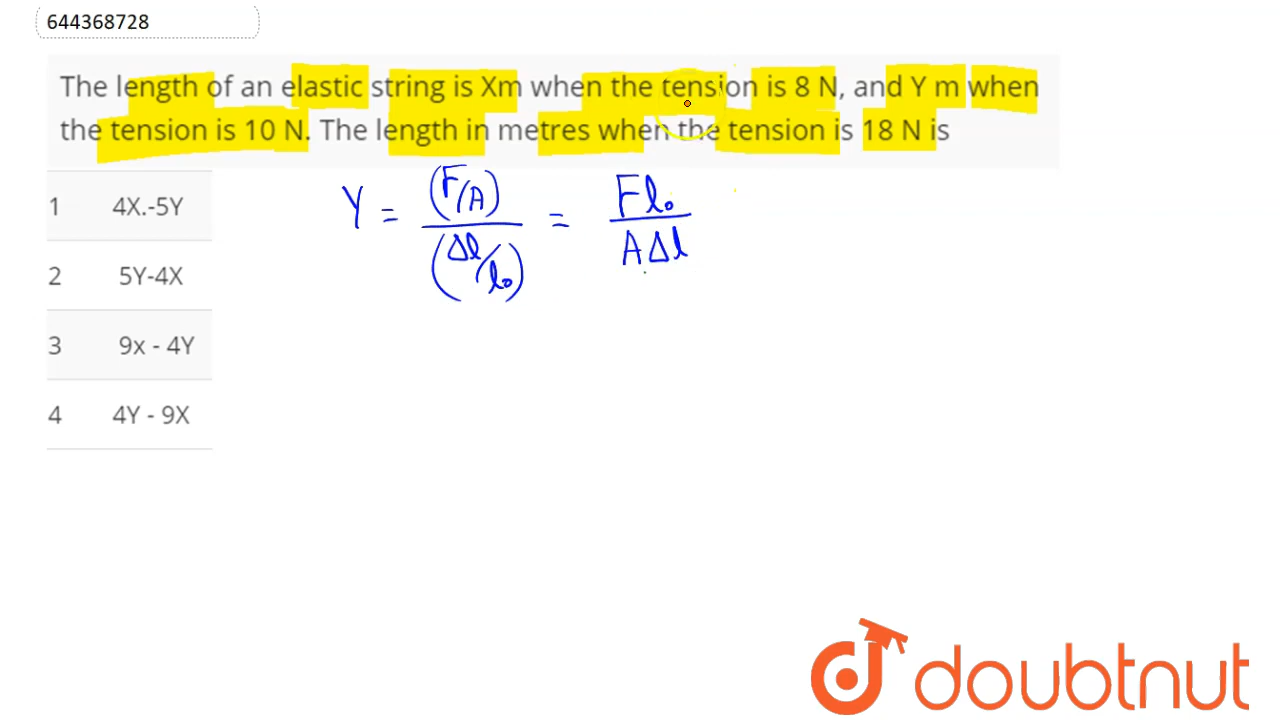 644368728
The length of an elastic string is Xm when the tension is 8 N, and Y m when
the tension is 10 N. The length in metres when the tension is 18 N is
1 4X.-5Y
2 5Y-4X
3 9x - 4Y
4 4Y - 9X
Y = (F/A) / (Δl/l₀) = Fl₀ / AΔl
doubtnut